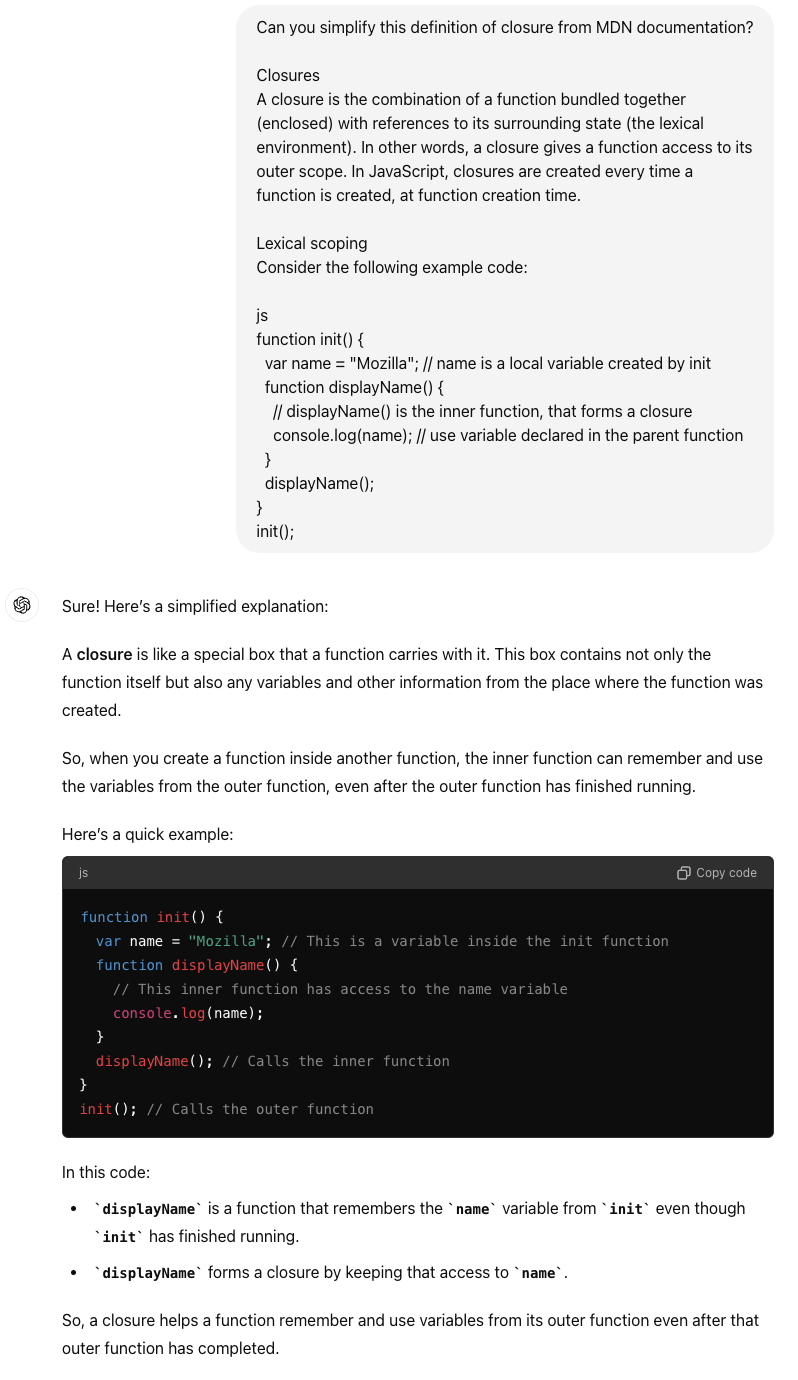 Can you simplify this definition of closure from MDN documentation?
Closures
A closure is the combination of a function bundled together
(enclosed) with references to its surrounding state (the lexical
environment). In other words, a closure gives a function access to its
outer scope. In JavaScript, closures are created every time a
function is created, at function creation time.
Lexical scoping
Consider the following example code:
js
function init() {
  var name = "Mozilla"; // name is a local variable created by init
  function displayName() {
    // displayName() is the inner function, that forms a closure
    console.log(name); // use variable declared in the parent function
  }
  displayName();
}
init();
Sure! Here’s a simplified explanation:
A closure is like a special box that a function carries with it. This box contains not only the
function itself but also any variables and other information from the place where the function was
created.
So, when you create a function inside another function, the inner function can remember and use
the variables from the outer function, even after the outer function has finished running.
Here’s a quick example:
js Copy code
function init() {
  var name = "Mozilla"; // This is a variable inside the init function
  function displayName() {
    // This inner function has access to the name variable
    console.log(name);
  }
  displayName(); // Calls the inner function
}
init(); // Calls the outer function
In this code:
• `displayName` is a function that remembers the `name` variable from `init` even though
`init` has finished running.
• `displayName` forms a closure by keeping that access to `name`.
So, a closure helps a function remember and use variables from its outer function even after that
outer function has completed.